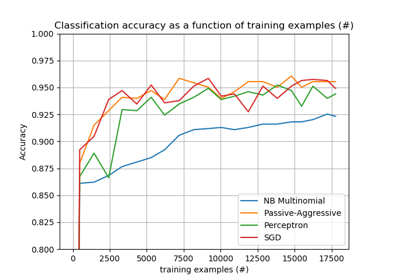 Classification accuracy as a function of training examples (#)
1.000
0.975
0.950
0.925
0.900
0.875
0.850
0.825
0.800
Accuracy
NB Multinomial
Passive-Aggressive
Perceptron
SGD
0 2500 5000 7500 10000 12500 15000 17500
training examples (#)